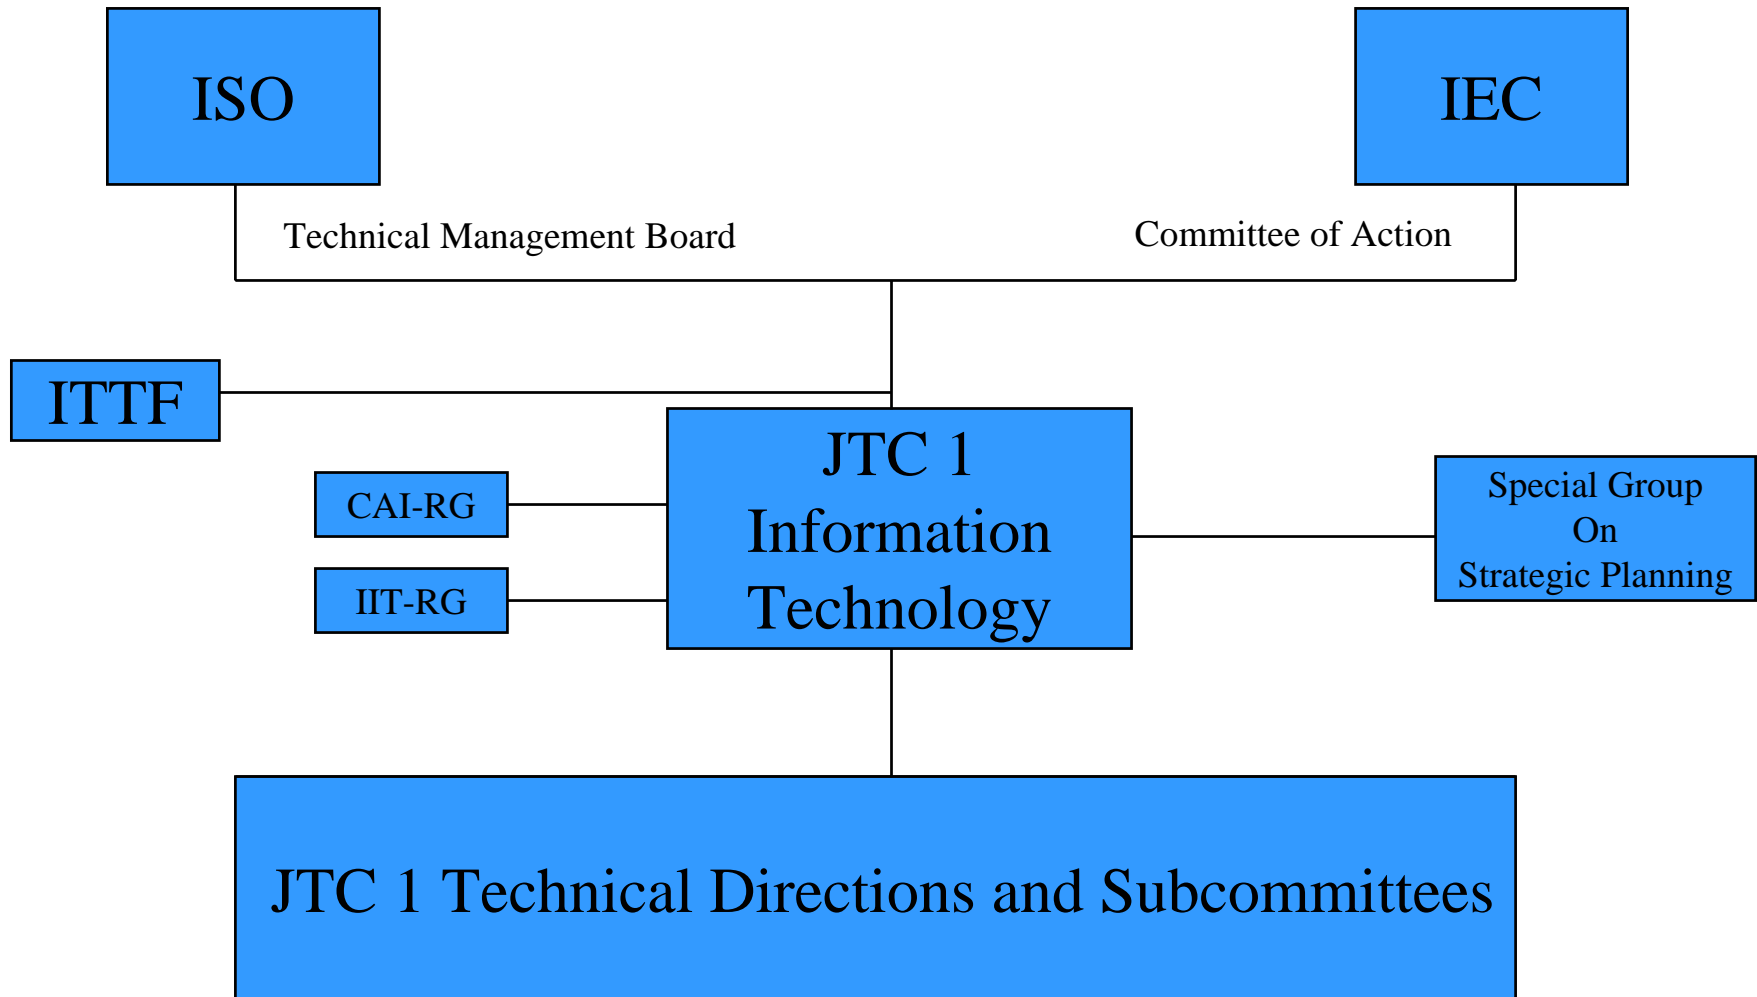 ISO
IEC
Technical Management Board
Committee of Action
ITTF
JTC 1
Information
Technology
CAI-RG
IIT-RG
Special Group
On
Strategic Planning
JTC 1 Technical Directions and Subcommittees